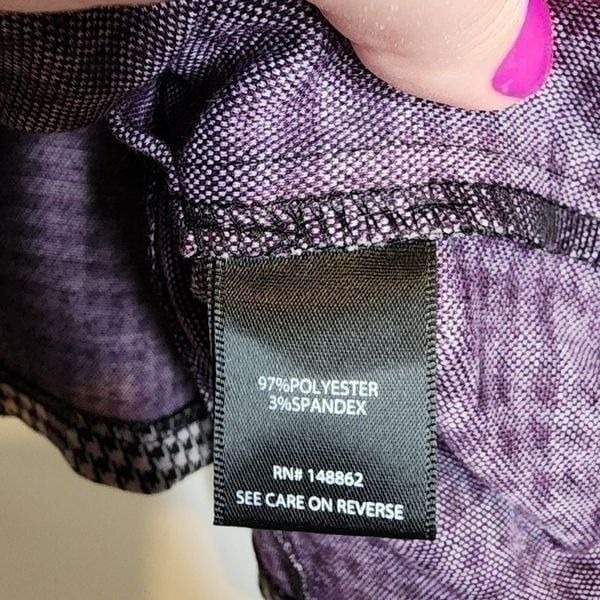 97%POLYESTER
3%SPANDEX
RN# 148862
SEE CARE ON REVERSE